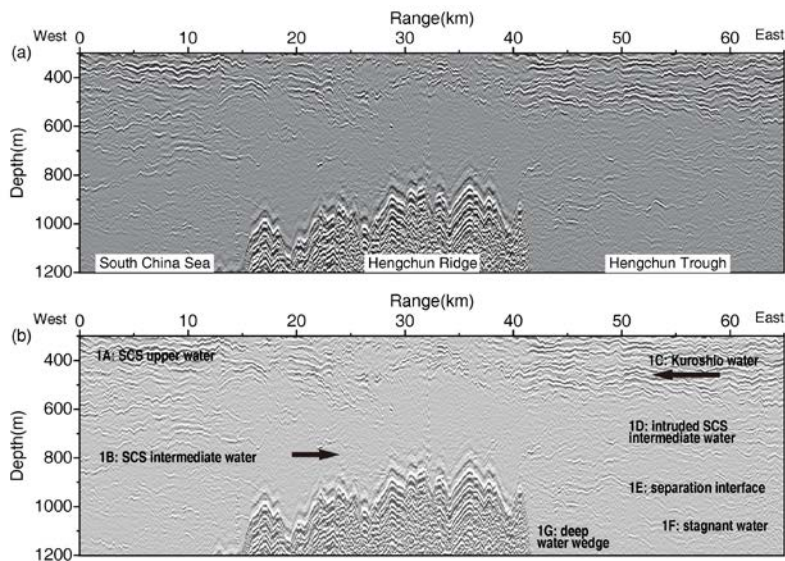 Range(km)
West
East
0 10 20 30 40 50 60
(a)
Depth(m)
400
600
800
1000
1200
South China Sea
Hengchun Ridge
Hengchun Trough
Range(km)
West
East
0 10 20 30 40 50 60
(b)
Depth(m)
400
600
800
1000
1200
1A: SCS upper water
1C: Kuroshio water
1D: intruded SCS
intermediate water
1B: SCS intermediate water
1E: separation interface
1G: deep
water wedge
1F: stagnant water